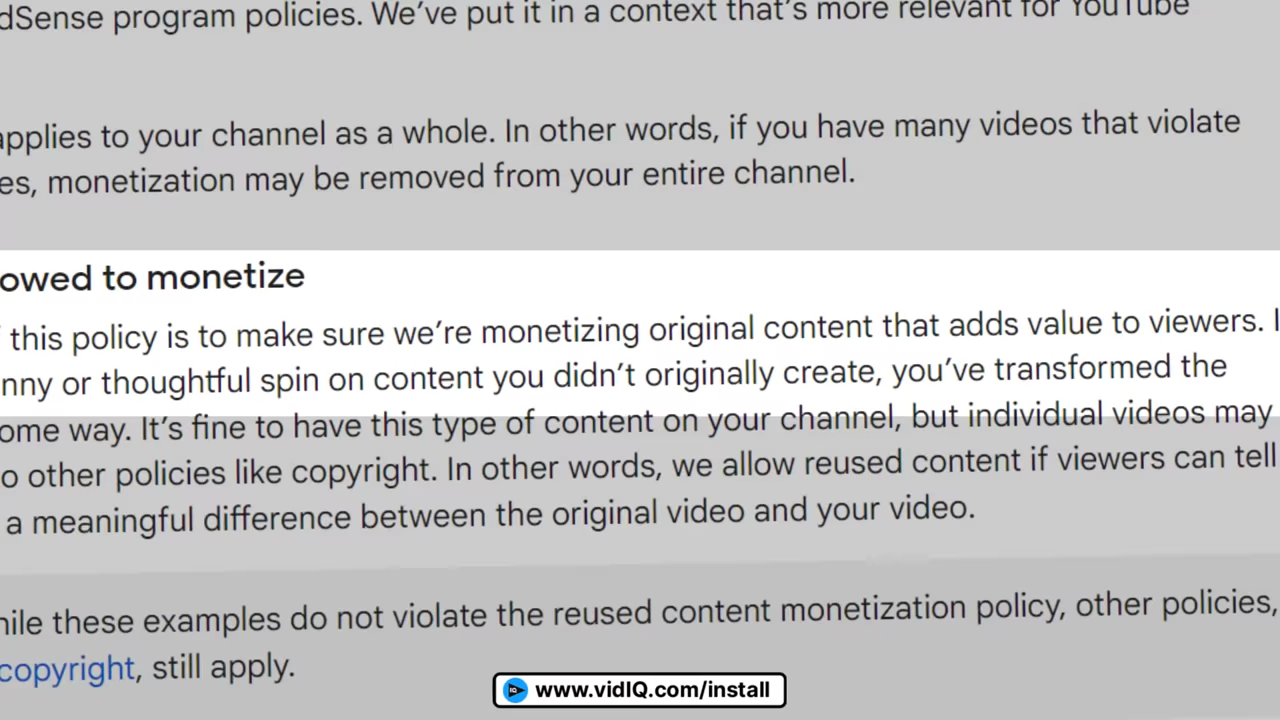 dSense program policies. We've put it in a context that's more relevant for YouTube
applies to your channel as a whole. In other words, if you have many videos that violate
es, monetization may be removed from your entire channel.
owed to monetize
this policy is to make sure we're monetizing original content that adds value to viewers. I
nny or thoughtful spin on content you didn't originally create, you've transformed the
ome way. It's fine to have this type of content on your channel, but individual videos may
o other policies like copyright. In other words, we allow reused content if viewers can tell
a meaningful difference between the original video and your video.
hile these examples do not violate the reused content monetization policy, other policies,
copyright, still apply.
www.vidIQ.com/install